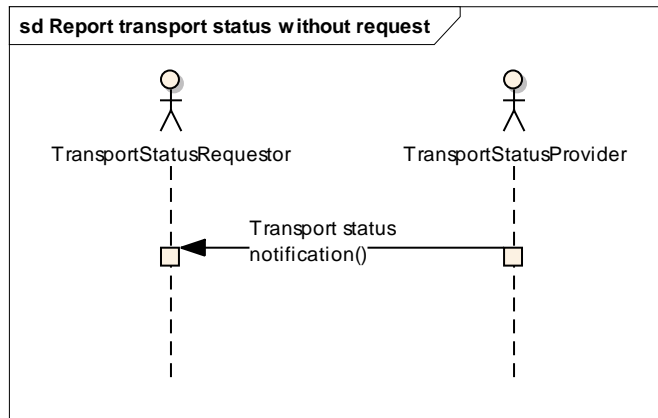 sd Report transport status without request
TransportStatusRequestor
TransportStatusProvider
Transport status
notification()